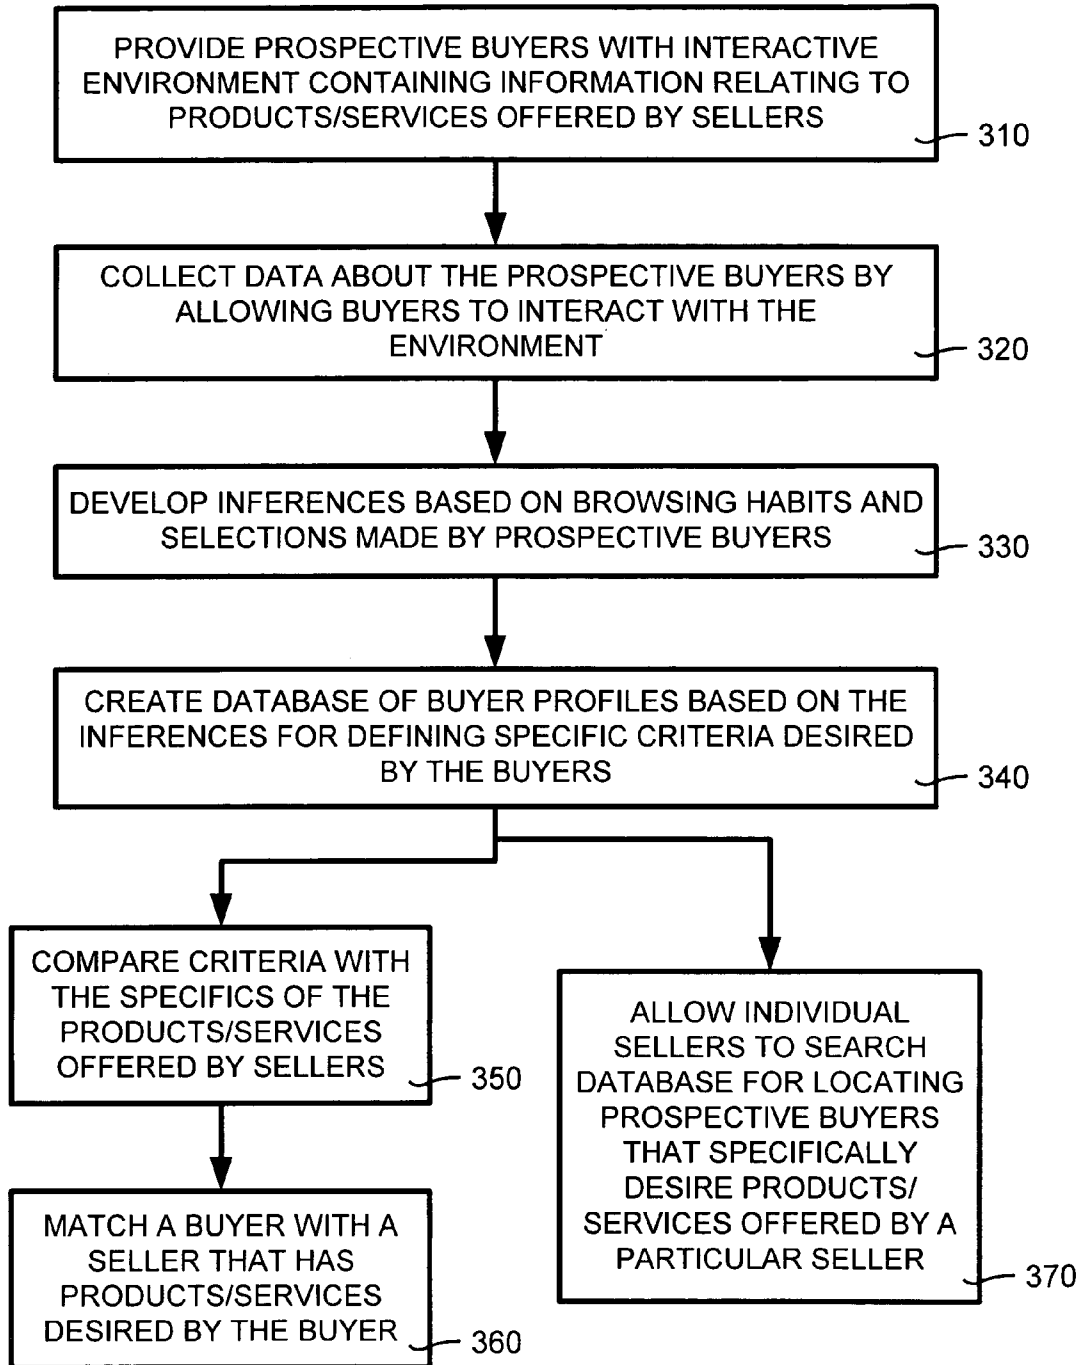 PROVIDE PROSPECTIVE BUYERS WITH INTERACTIVE
ENVIRONMENT CONTAINING INFORMATION RELATING TO
PRODUCTS/SERVICES OFFERED BY SELLERS
310
COLLECT DATA ABOUT THE PROSPECTIVE BUYERS BY
ALLOWING BUYERS TO INTERACT WITH THE
ENVIRONMENT
320
DEVELOP INFERENCES BASED ON BROWSING HABITS AND
SELECTIONS MADE BY PROSPECTIVE BUYERS
330
CREATE DATABASE OF BUYER PROFILES BASED ON THE
INFERENCES FOR DEFINING SPECIFIC CRITERIA DESIRED
BY THE BUYERS
340
COMPARE CRITERIA WITH
THE SPECIFICS OF THE
PRODUCTS/SERVICES
OFFERED BY SELLERS
350
MATCH A BUYER WITH A
SELLER THAT HAS
PRODUCTS/SERVICES
DESIRED BY THE BUYER
360
ALLOW INDIVIDUAL
SELLERS TO SEARCH
DATABASE FOR LOCATING
PROSPECTIVE BUYERS
THAT SPECIFICALLY
DESIRE PRODUCTS/
SERVICES OFFERED BY A
PARTICULAR SELLER
370